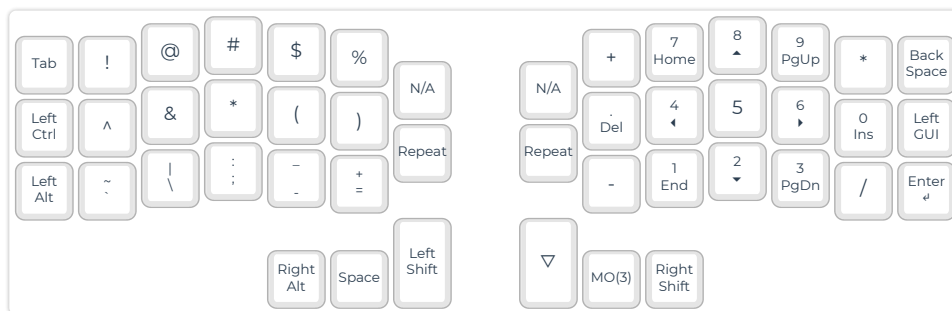 Tab ! @ # $ %
N/A
Left Ctrl ^ & * ( )
Repeat
Left Alt ~ ` | \ : ; _ - + =
Right Alt Space Left Shift
N/A
+ 7 Home 8 ▲ 9 PgUp * Back Space
Repeat
. Del 4 ◀ 5 6 ▶ 0 Ins Left GUI
- 1 End 2 ▼ 3 PgDn / Enter ↵
▽ MO(3) Right Shift